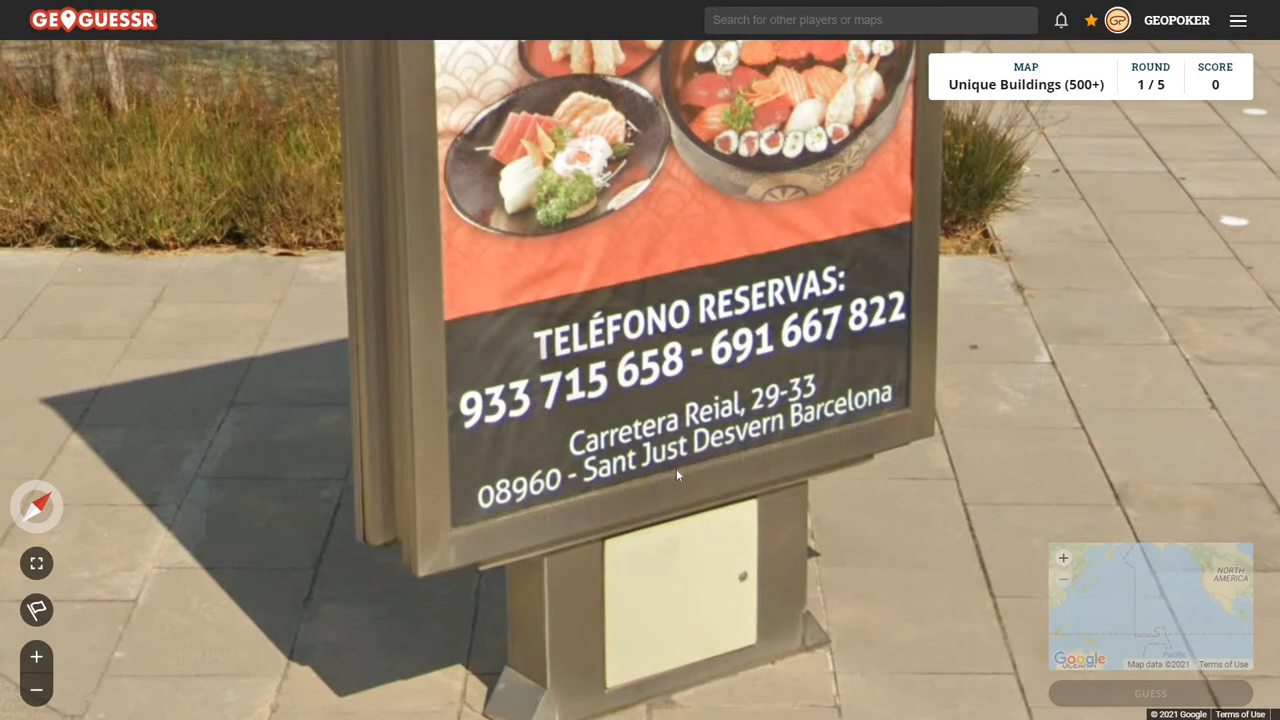 GEOGUESSR
Search for other players or maps
GP
GEOPOKER
MAP
Unique Buildings (500+)
ROUND
1 / 5
SCORE
0
TELÉFONO RESERVAS:
933 715 658 - 691 667 822
Carretera Reial, 29-33
08960 - Sant Just Desvern Barcelona
NORTH
AMERICA
Pacific
Google
Map data ©2021
Terms of Use
GUESS
© 2021 Google
Terms of Use